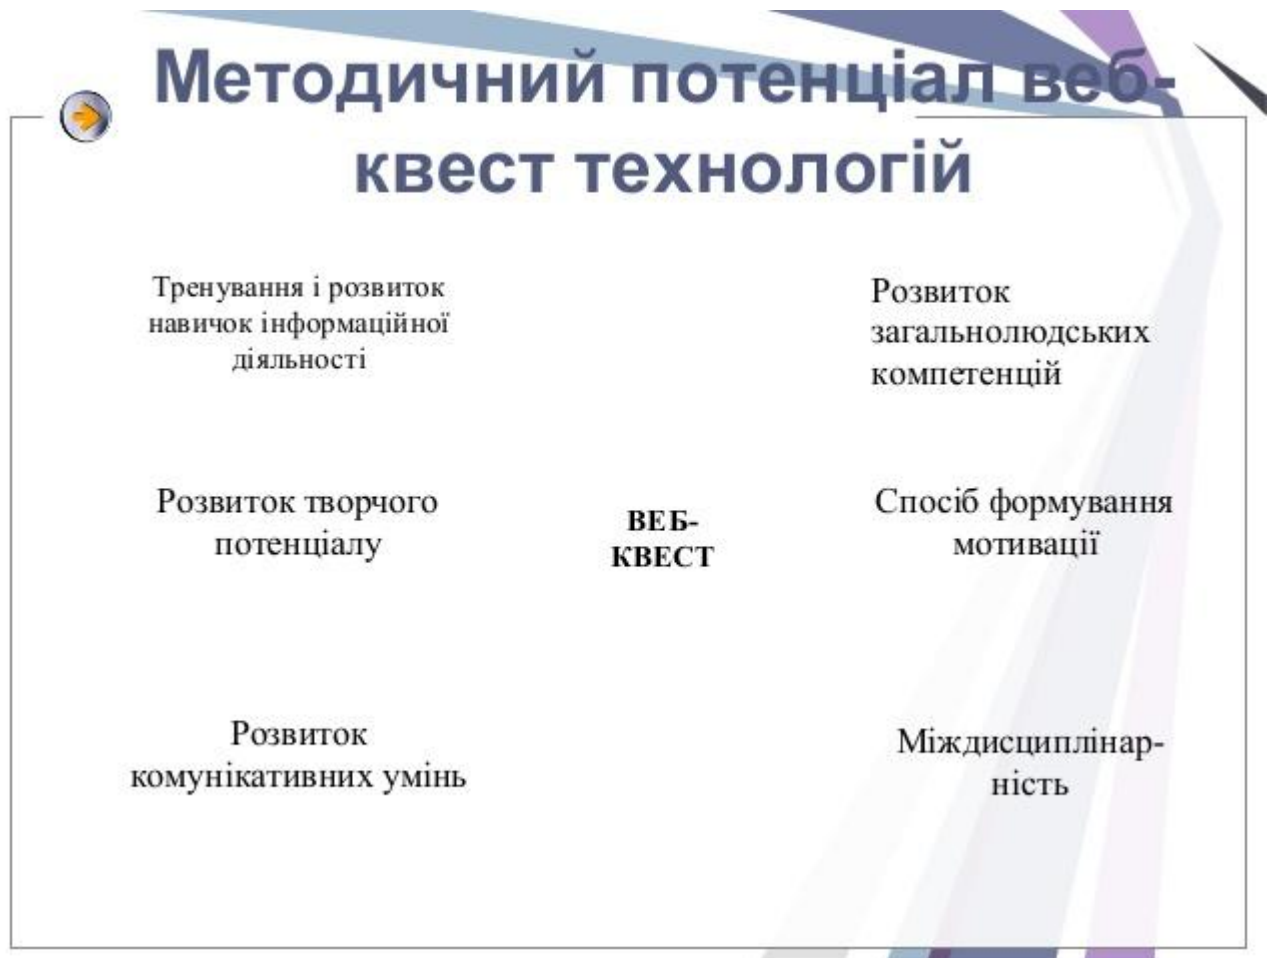 Методичний потенціал веб-
квест технологій
Тренування і розвиток
навичок інформаційної
діяльності
Розвиток
загальнолюдських
компетенцій
Розвиток творчого
потенціалу
ВЕБ-
КВЕСТ
Спосіб формування
мотивації
Розвиток
комунікативних умінь
Міждисциплінар-
ність